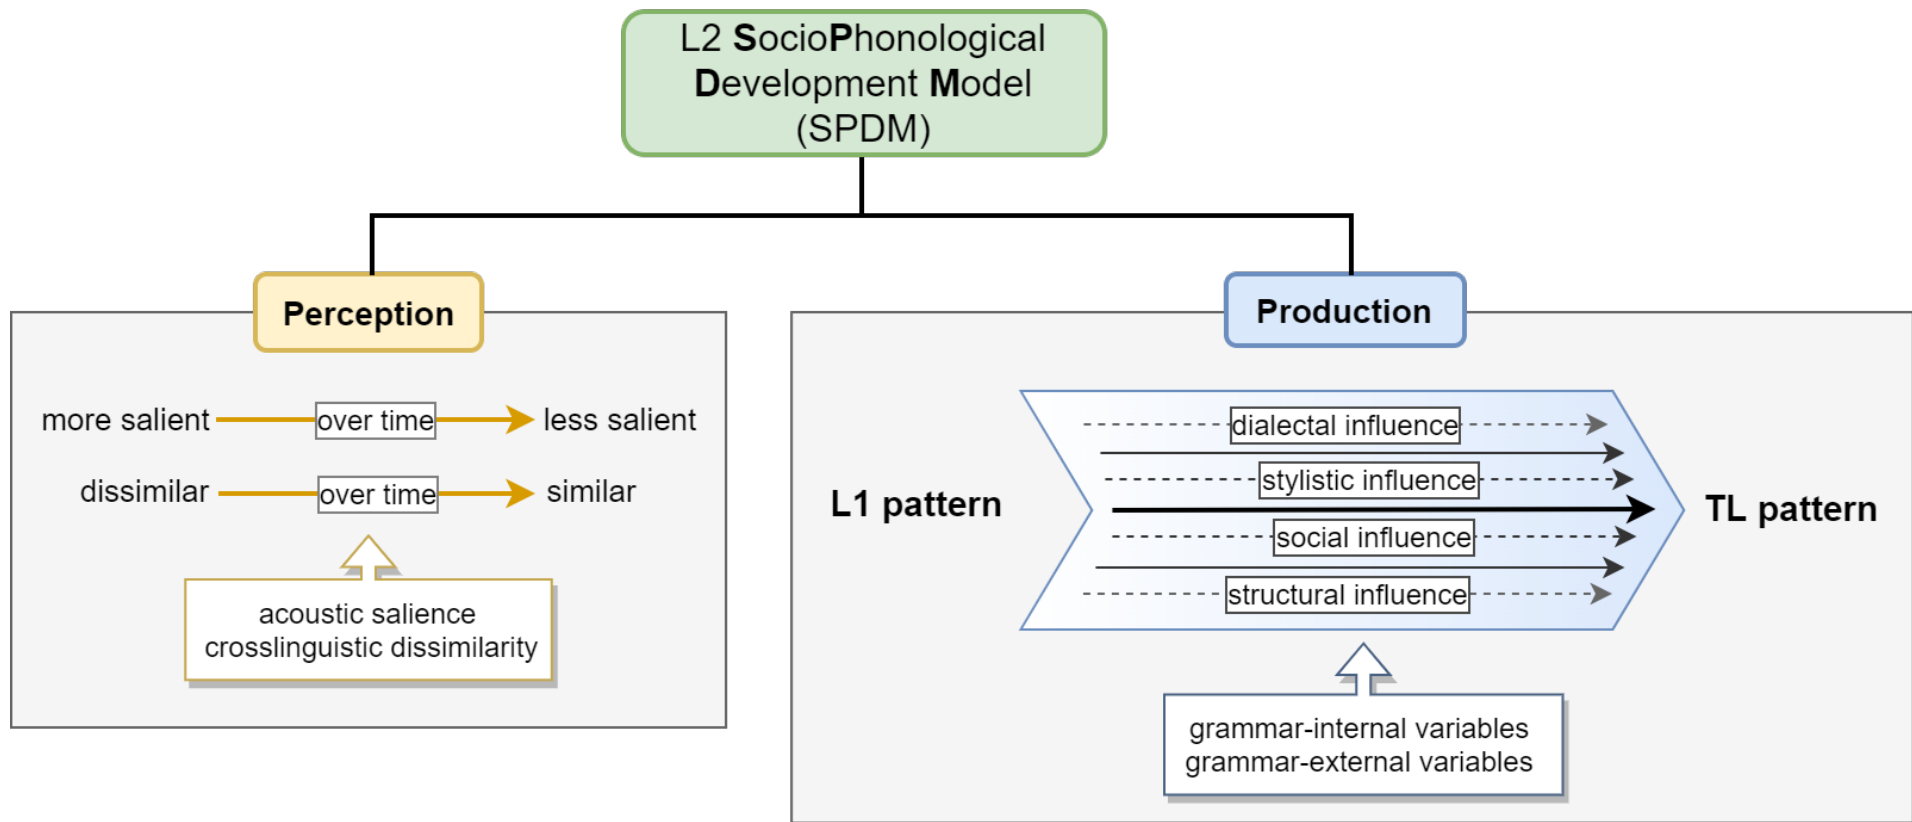 L2 SocioPhonological
Development Model
(SPDM)
Perception
more salient over time less salient
dissimilar over time similar
acoustic salience
crosslinguistic dissimilarity
Production
dialectal influence
stylistic influence
L1 pattern TL pattern
social influence
structural influence
grammar-internal variables
grammar-external variables